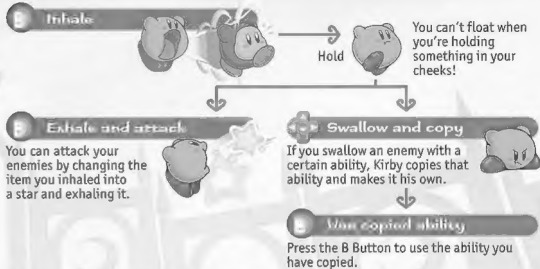 B Inhale
Hold
You can't float when
you're holding
something in your
cheeks!
B Exhale and attack
You can attack your
enemies by changing the
item you inhaled into
a star and exhaling it.
Swallow and copy
If you swallow an enemy with a
certain ability, Kirby copies that
ability and makes it his own.
B Use copied ability
Press the B Button to use the ability you
have copied.